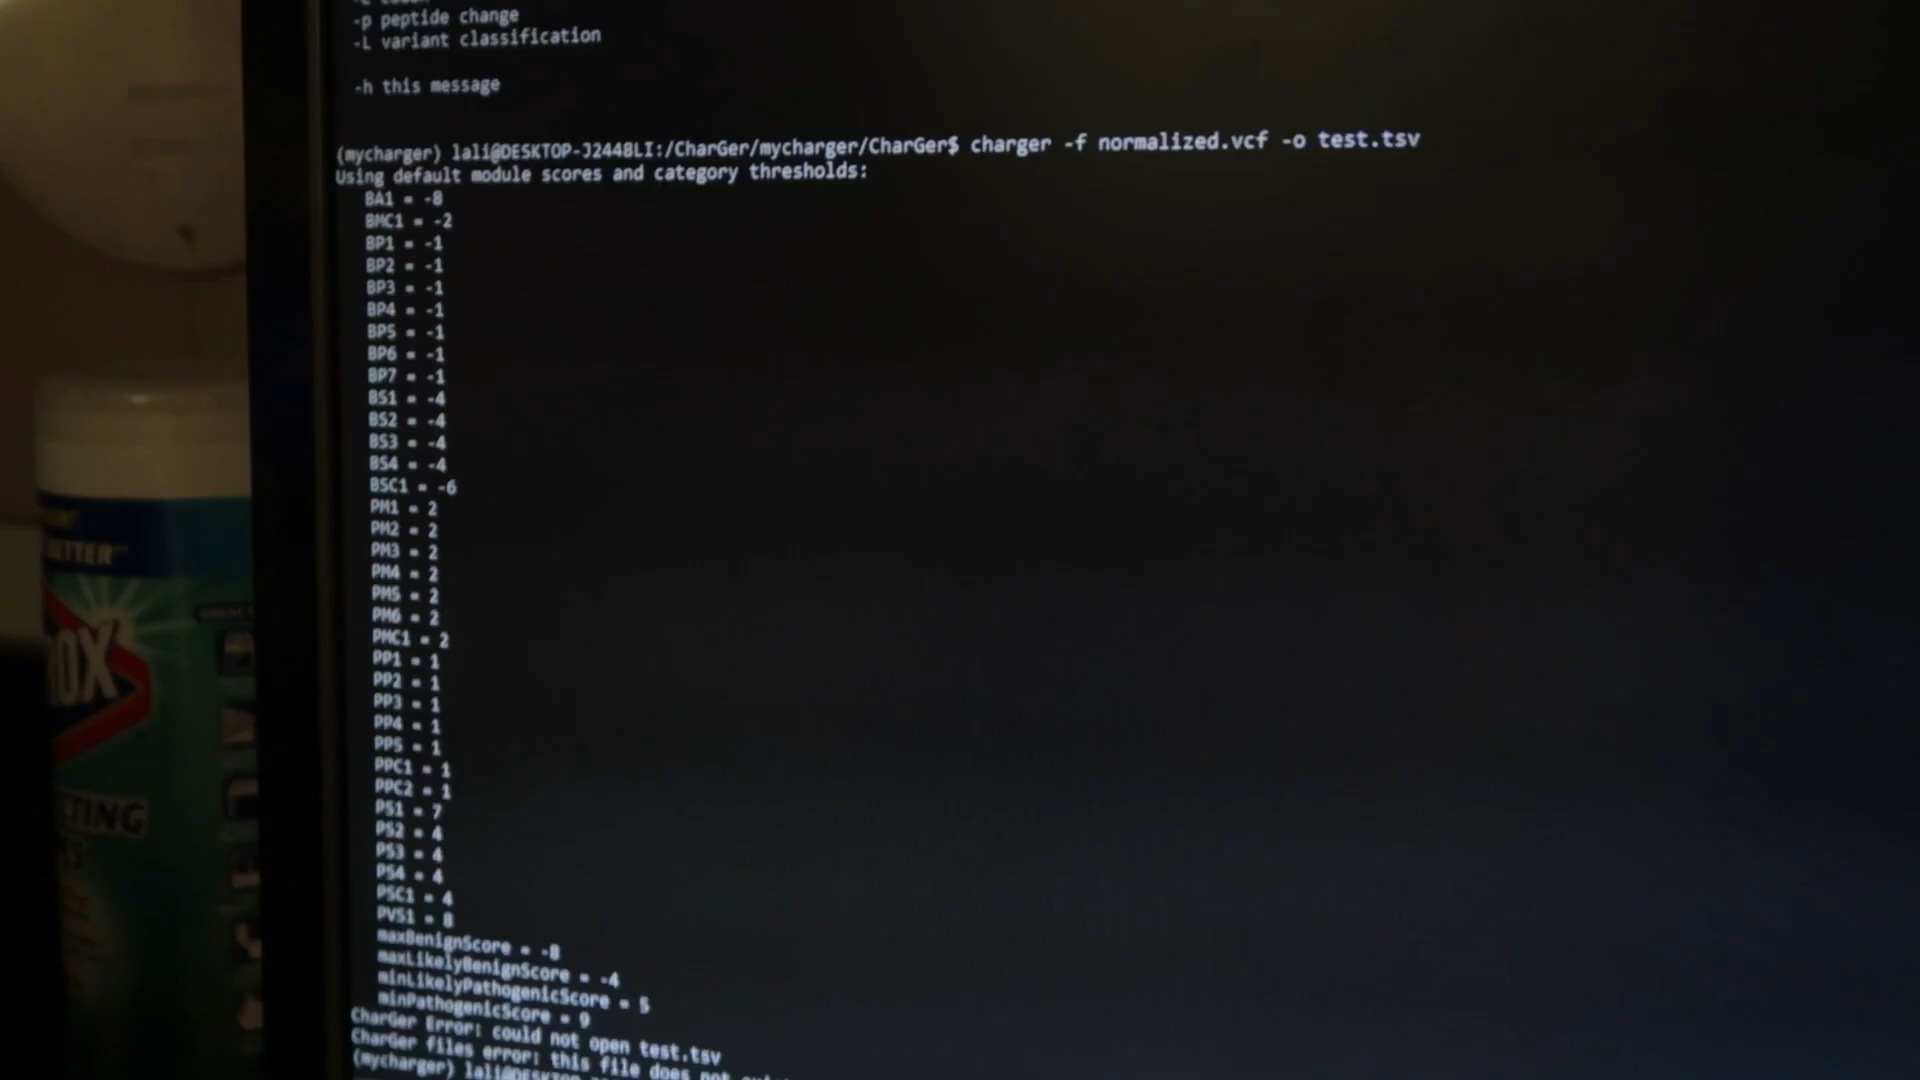 -p peptide change
-L variant classification
-h this message
(mycharger) lali@DESKTOP-J2448LI:/CharGer/mycharger/CharGer$ charger -f normalized.vcf -o test.tsv
Using default module scores and category thresholds:
BA1 = -8
BMC1 = -2
BP1 = -1
BP2 = -1
BP3 = -1
BP4 = -1
BP5 = -1
BP6 = -1
BP7 = -1
BS1 = -4
BS2 = -4
BS3 = -4
BS4 = -4
BSC1 = -6
PM1 = 2
PM2 = 2
PM3 = 2
PM4 = 2
PM5 = 2
PM6 = 2
PMC1 = 2
PP1 = 1
PP2 = 1
PP3 = 1
PP4 = 1
PP5 = 1
PPC1 = 1
PPC2 = 1
PS1 = 7
PS2 = 4
PS3 = 4
PS4 = 4
PSC1 = 4
PVS1 = 8
maxBenignScore = -8
maxLikelyBenignScore = -4
minLikelyPathogenicScore = 5
minPathogenicScore = 9
CharGer Error: could not open test.tsv
CharGer files error: this file does not
(mycharger)
OX
TING